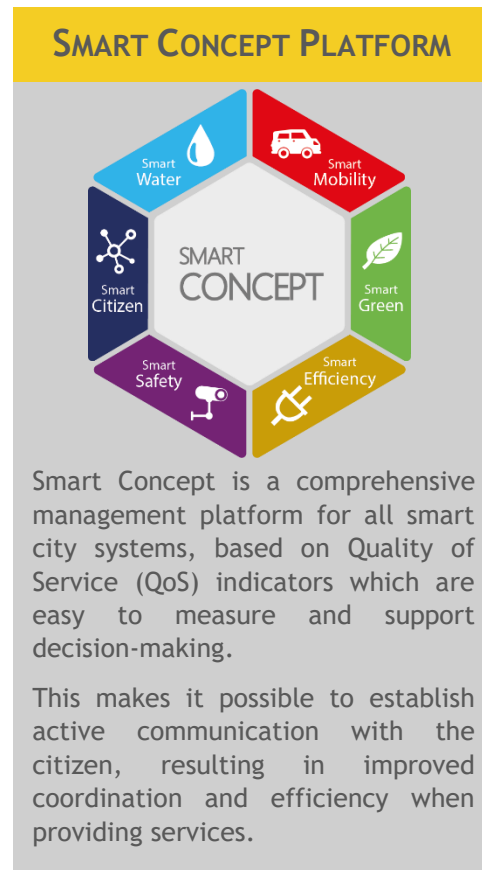 SMART CONCEPT PLATFORM
Smart
Water
Smart
Mobility
Smart
Citizen
SMART
CONCEPT
Smart
Green
Smart
Safety
Smart
Efficiency
Smart Concept is a comprehensive
management platform for all smart
city systems, based on Quality of
Service (QoS) indicators which are
easy to measure and support
decision-making.
This makes it possible to establish
active communication with the
citizen, resulting in improved
coordination and efficiency when
providing services.